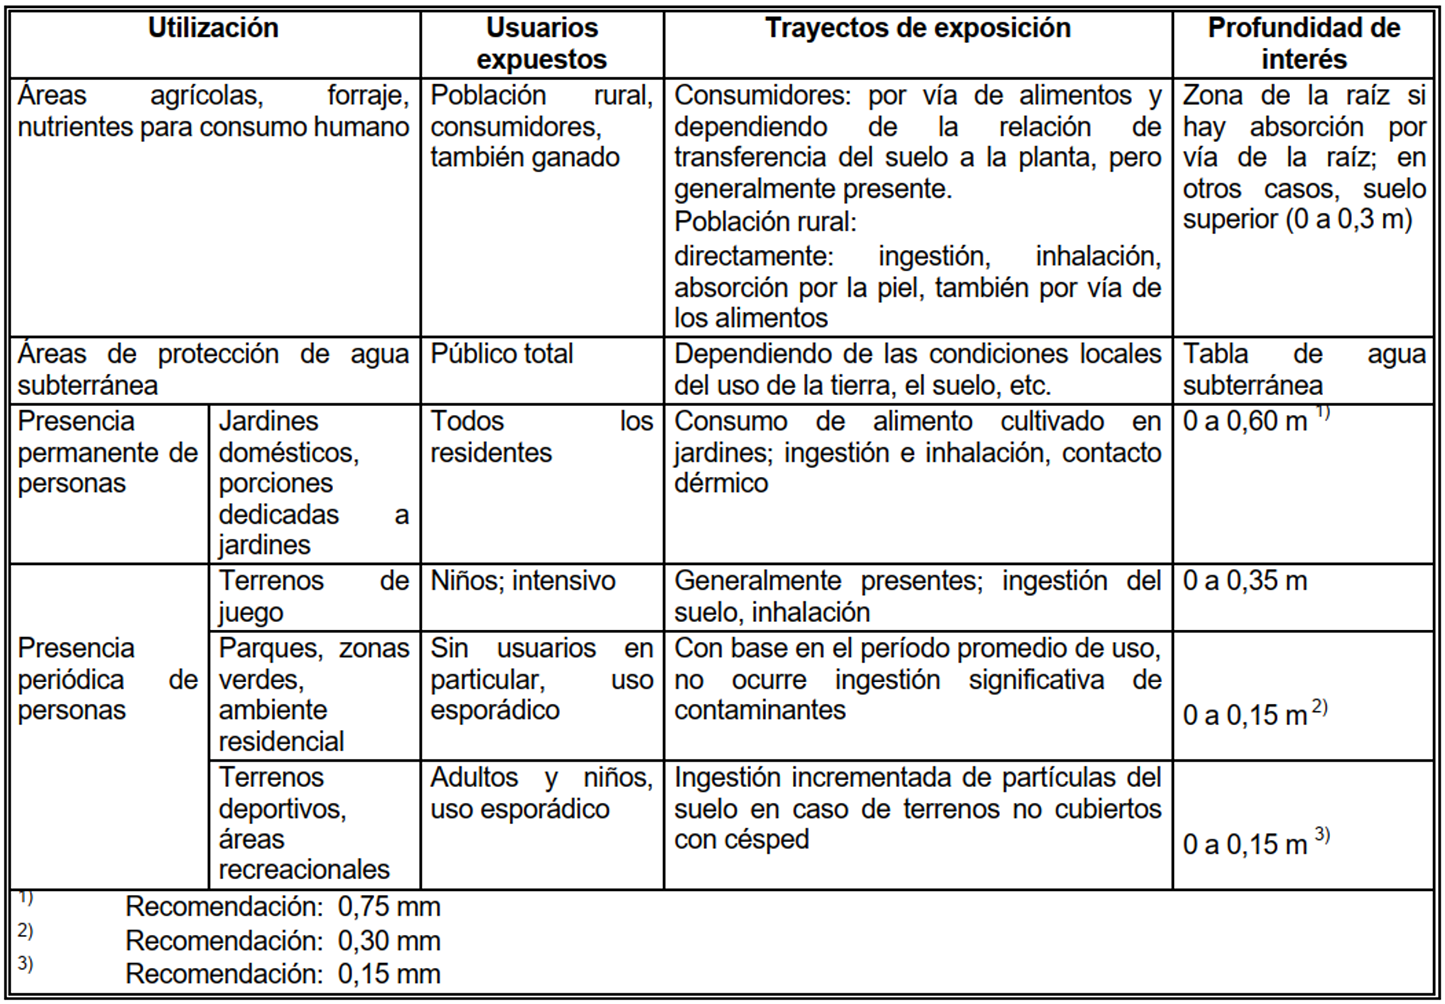 Utilización
Usuarios
expuestos
Trayectos de exposición
Profundidad de
interés
Áreas agrícolas, forraje,
nutrientes para consumo humano
Población rural,
consumidores,
también ganado
Consumidores: por vía de alimentos y
dependiendo de la relación de
transferencia del suelo a la planta, pero
generalmente presente.
Población rural:
directamente: ingestión, inhalación,
absorción por la piel, también por vía de
los alimentos
Zona de la raíz si
hay absorción por
vía de la raíz; en
otros casos, suelo
superior (0 a 0,3 m)
Áreas de protección de agua
subterránea
Público total
Dependiendo de las condiciones locales
del uso de la tierra, el suelo, etc.
Tabla de agua
subterránea
Presencia
permanente de
personas
Jardines
domésticos,
porciones
dedicadas a
jardines
Todos los
residentes
Consumo de alimento cultivado en
jardines; ingestión e inhalación, contacto
dérmico
0 a 0,60 m 1)
Presencia
periódica de
personas
Terrenos de
juego
Niños; intensivo
Generalmente presentes; ingestión del
suelo, inhalación
0 a 0,35 m
Parques, zonas
verdes,
ambiente
residencial
Sin usuarios en
particular, uso
esporádico
Con base en el período promedio de uso,
no ocurre ingestión significativa de
contaminantes
0 a 0,15 m 2)
Terrenos
deportivos,
áreas
recreacionales
Adultos y niños,
uso esporádico
Ingestión incrementada de partículas del
suelo en caso de terrenos no cubiertos
con césped
0 a 0,15 m 3)
1) Recomendación: 0,75 mm
2) Recomendación: 0,30 mm
3) Recomendación: 0,15 mm